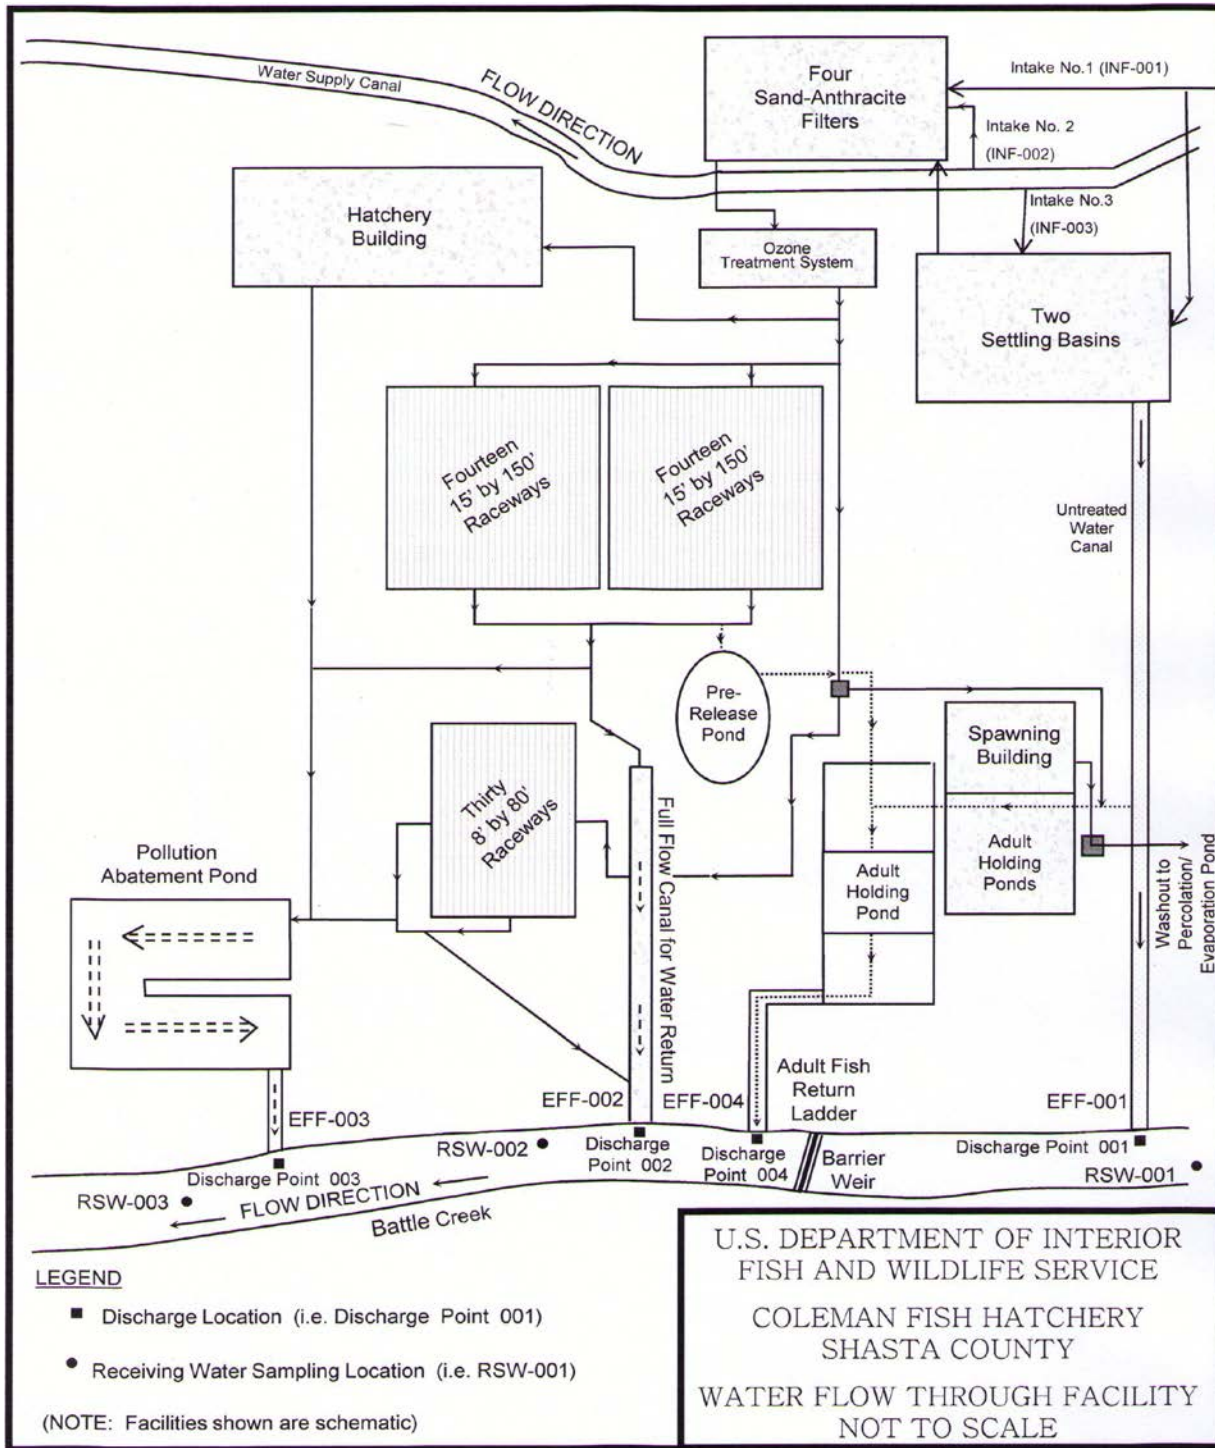 Water Supply Canal
FLOW DIRECTION
Four
Sand-Anthracite
Filters
Intake No.1 (INF-001)
Intake No. 2
(INF-002)
Intake No.3
(INF-003)
Hatchery
Building
Ozone
Treatment System
Two
Settling Basins
Fourteen
15' by 150'
Raceways
Fourteen
15' by 150'
Raceways
Untreated
Water
Canal
Pre-
Release
Pond
Spawning
Building
Thirty
8' by 80'
Raceways
Full Flow Canal for Water Return
Adult
Holding
Pond
Adult
Holding
Ponds
Washout to
Percolation/
Evaporation Pond
Pollution
Abatement Pond
Adult Fish
Return
Ladder
EFF-003
EFF-002
EFF-004
EFF-001
RSW-002
Discharge
Point 002
Discharge
Point 004
Barrier
Weir
Discharge Point 001
RSW-001
Discharge Point 003
RSW-003
FLOW DIRECTION
Battle Creek
LEGEND
Discharge Location (i.e. Discharge Point 001)
Receiving Water Sampling Location (i.e. RSW-001)
(NOTE: Facilities shown are schematic)
U.S. DEPARTMENT OF INTERIOR
FISH AND WILDLIFE SERVICE
COLEMAN FISH HATCHERY
SHASTA COUNTY
WATER FLOW THROUGH FACILITY
NOT TO SCALE